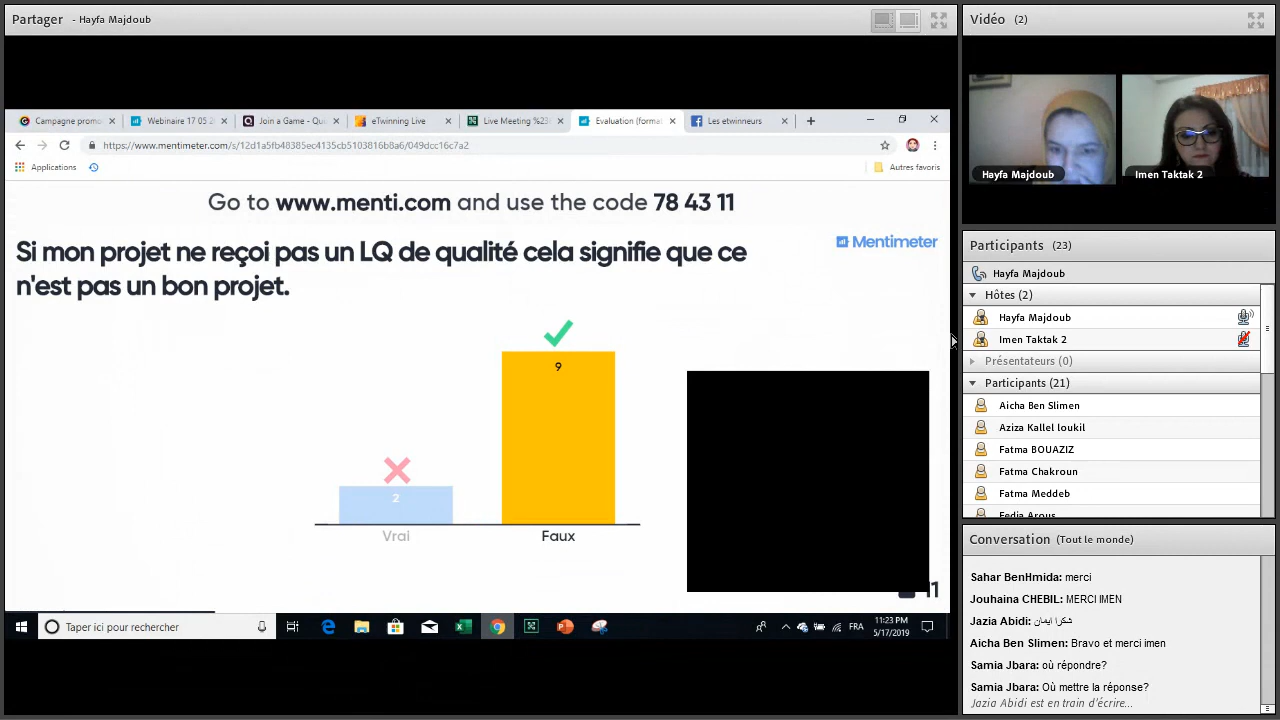 Partager - Hayfa Majdoub
Campagne promo
Webinaire 17 05 2
Join a Game - Qu
eTwinning Live
Live Meeting %23
Evaluation (forma
Les etwinneurs
https://www.mentimeter.com/s/12d1a5fb48385ec4135cb5103816b8a6/049dcc16c7a2
Applications
Autres favoris
Go to www.menti.com and use the code 78 43 11
Si mon projet ne reçoi pas un LQ de qualité cela signifie que ce
n'est pas un bon projet.
Mentimeter
9
2
Vrai
Faux
11
Taper ici pour rechercher
FRA
11:23 PM
5/17/2019
Vidéo (2)
Hayfa Majdoub
Imen Taktak 2
Participants (23)
Hayfa Majdoub
Hôtes (2)
Hayfa Majdoub
Imen Taktak 2
Présentateurs (0)
Participants (21)
Aicha Ben Slimen
Aziza Kallel loukil
Fatma BOUAZIZ
Fatma Chakroun
Fatma Meddeb
Fedia Arous
Conversation (Tout le monde)
Sahar BenHmida: merci
Jouhaina CHEBIL: MERCI IMEN
Jazia Abidi: شكرا ايمان
Aicha Ben Slimen: Bravo et merci imen
Samia Jbara: où répondre?
Samia Jbara: Où mettre la réponse?
Jazia Abidi est en train d'écrire...